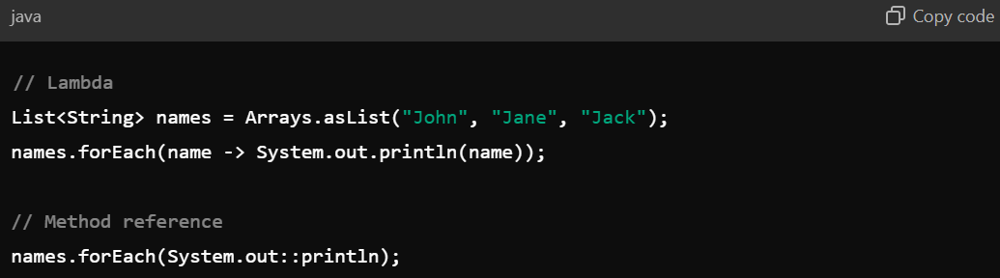 java
Copy code
// Lambda
List<String> names = Arrays.asList("John", "Jane", "Jack");
names.forEach(name -> System.out.println(name));
// Method reference
names.forEach(System.out::println);